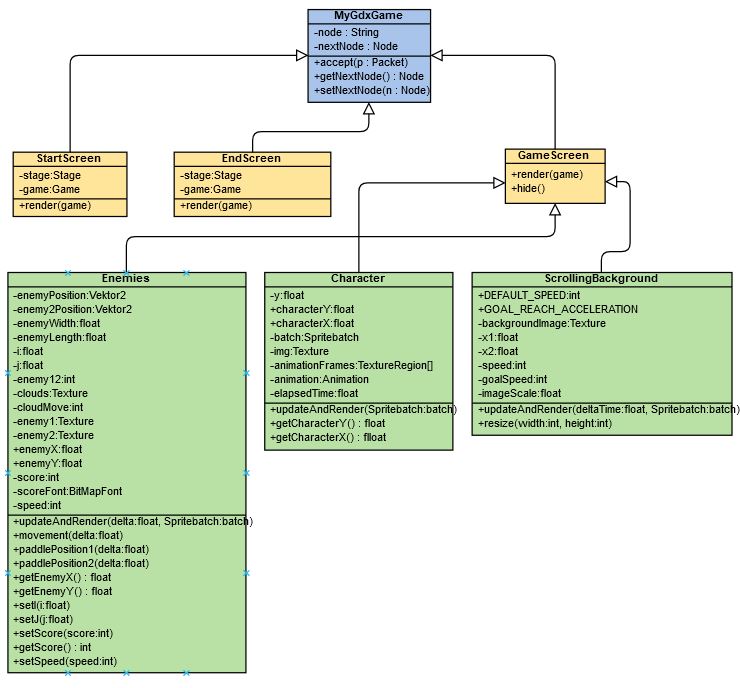 MyGdxGame
-node : String
-nextNode : Node
+accept(p : Packet)
+getNextNode() : Node
+setNextNode(n : Node)
StartScreen
-stage:Stage
-game:Game
+render(game)
EndScreen
-stage:Stage
-game:Game
+render(game)
GameScreen
+render(game)
+hide()
Enemies
-enemyPosition:Vektor2
-enemy2Position:Vektor2
-enemyWidth:float
-enemyLength:float
-i:float
-j:float
-enemy12:int
-clouds:Texture
-cloudMove:int
-enemy1:Texture
-enemy2:Texture
+enemyX:float
+enemyY:float
-score:int
-scoreFont:BitMapFont
-speed:int
+updateAndRender(delta:float, Spritebatch:batch)
+movement(delta:float)
+paddlePosition1(delta:float)
+paddlePosition2(delta:float)
+getEnemyX() : float
+getEnemyY() : float
+setI(i:float)
+setJ(j:float)
+setScore(score:int)
+getScore() : int
+setSpeed(speed:int)
Character
-y:float
+characterY:float
+characterX:float
-batch:Spritebatch
-img:Texture
-animationFrames:TextureRegion[]
-animation:Animation
-elapsedTime:float
+updateAndRender(Spritebatch:batch)
+getCharacterY() : float
+getCharacterX() : flloat
ScrollingBackground
+DEFAULT_SPEED:int
+GOAL_REACH_ACCELERATION
-backgroundImage:Texture
-x1:float
-x2:float
-speed:int
-goalSpeed:int
-imageScale:float
+updateAndRender(deltaTime:float, Spritebatch:batch)
+resize(width:int, height:int)